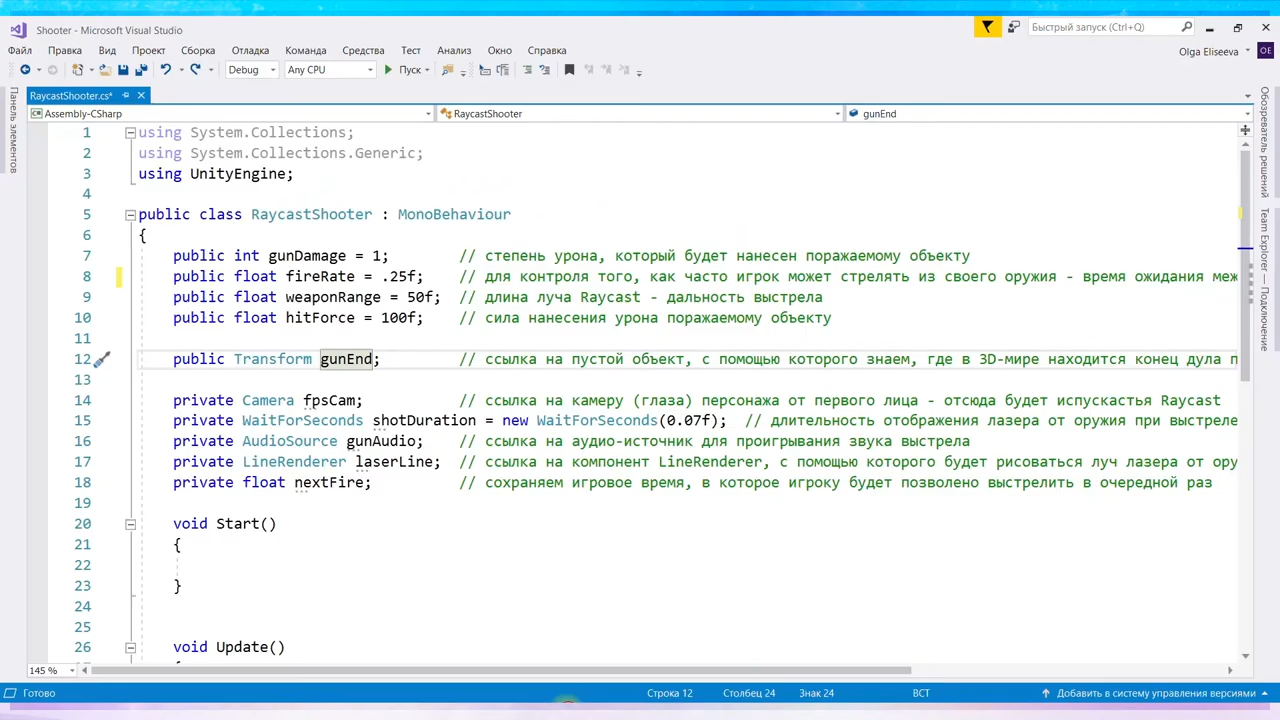 Shooter - Microsoft Visual Studio
Быстрый запуск (Ctrl+Q)
Файл Правка Вид Проект Сборка Отладка Команда Средства Тест Анализ Окно Справка
Olga Eliseeva OE
Debug Any CPU Пуск
Панель элементов
RaycastShooter.cs*
Assembly-CSharp RaycastShooter gunEnd
1 using System.Collections;
2 using System.Collections.Generic;
3 using UnityEngine;
4
5 public class RaycastShooter : MonoBehaviour
6 {
7 public int gunDamage = 1; // степень урона, который будет нанесен поражаемому объекту
8 public float fireRate = .25f; // для контроля того, как часто игрок может стрелять из своего оружия - время ожидания меж
9 public float weaponRange = 50f; // длина луча Raycast - дальность выстрела
10 public float hitForce = 100f; // сила нанесения урона поражаемому объекту
11
12 public Transform gunEnd; // ссылка на пустой объект, с помощью которого знаем, где в 3D-мире находится конец дула п
13
14 private Camera fpsCam; // ссылка на камеру (глаза) персонажа от первого лица - отсюда будет испускастья Raycast
15 private WaitForSeconds shotDuration = new WaitForSeconds(0.07f); // длительность отображения лазера от оружия при выстреле
16 private AudioSource gunAudio; // ссылка на аудио-источник для проигрывания звука выстрела
17 private LineRenderer laserLine; // ссылка на компонент LineRenderer, с помощью которого будет рисоваться луч лазера от ору
18 private float nextFire; // сохраняем игровое время, в которое игроку будет позволено выстрелить в очередной раз
19
20 void Start()
21 {
22
23 }
24
25
26 void Update()
Обозреватель решений
Team Explorer — Подключение
145 %
Готово Строка 12 Столбец 24 Знак 24 ВСТ Добавить в систему управления версиями